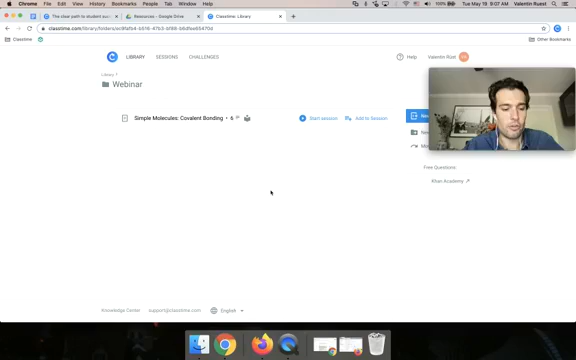 Chrome File Edit View History Bookmarks People Tab Window Help
100% Tue May 19 9:07 AM Valentin Rüst
The clear path to student suc
Resources - Google Drive
Classtime: Library
Classtime
Other Bookmarks
LIBRARY SESSIONS CHALLENGES
Help
Valentin Rüst
Library
Webinar
Simple Molecules: Covalent Bonding • 6
Start session
Add to Session
Free Questions:
Khan Academy
Knowledge Center support@classtime.com English